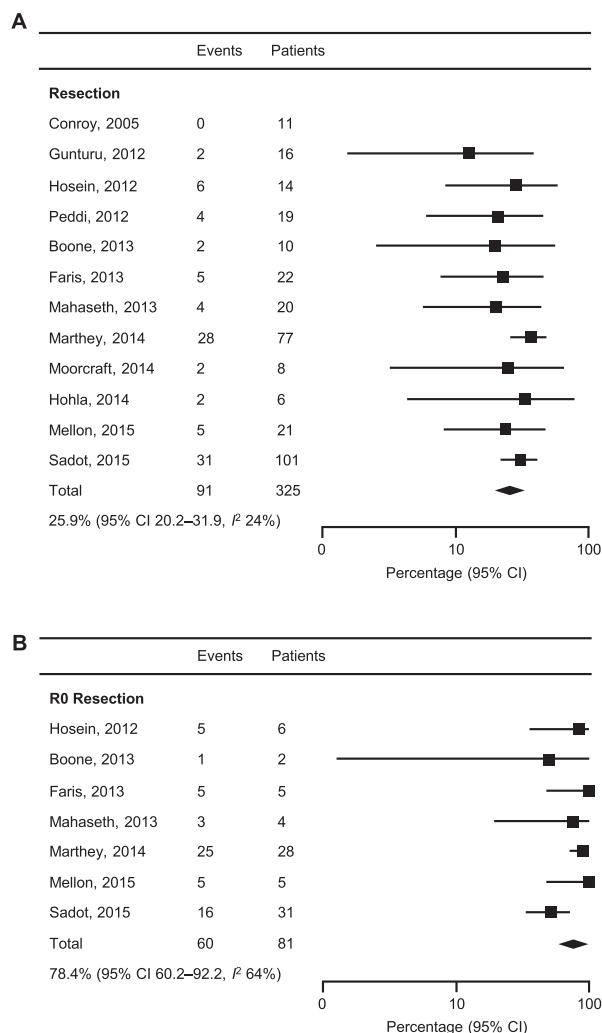 A
Events Patients
Resection
Conroy, 2005 0 11
Gunturu, 2012 2 16
Hosein, 2012 6 14
Peddi, 2012 4 19
Boone, 2013 2 10
Faris, 2013 5 22
Mahaseth, 2013 4 20
Marthey, 2014 28 77
Moorcraft, 2014 2 8
Hohla, 2014 2 6
Mellon, 2015 5 21
Sadot, 2015 31 101
Total 91 325
25.9% (95% CI 20.2–31.9, I² 24%)
0 10 100
Percentage (95% CI)
B
Events Patients
R0 Resection
Hosein, 2012 5 6
Boone, 2013 1 2
Faris, 2013 5 5
Mahaseth, 2013 3 4
Marthey, 2014 25 28
Mellon, 2015 5 5
Sadot, 2015 16 31
Total 60 81
78.4% (95% CI 60.2–92.2, I² 64%)
0 10 100
Percentage (95% CI)